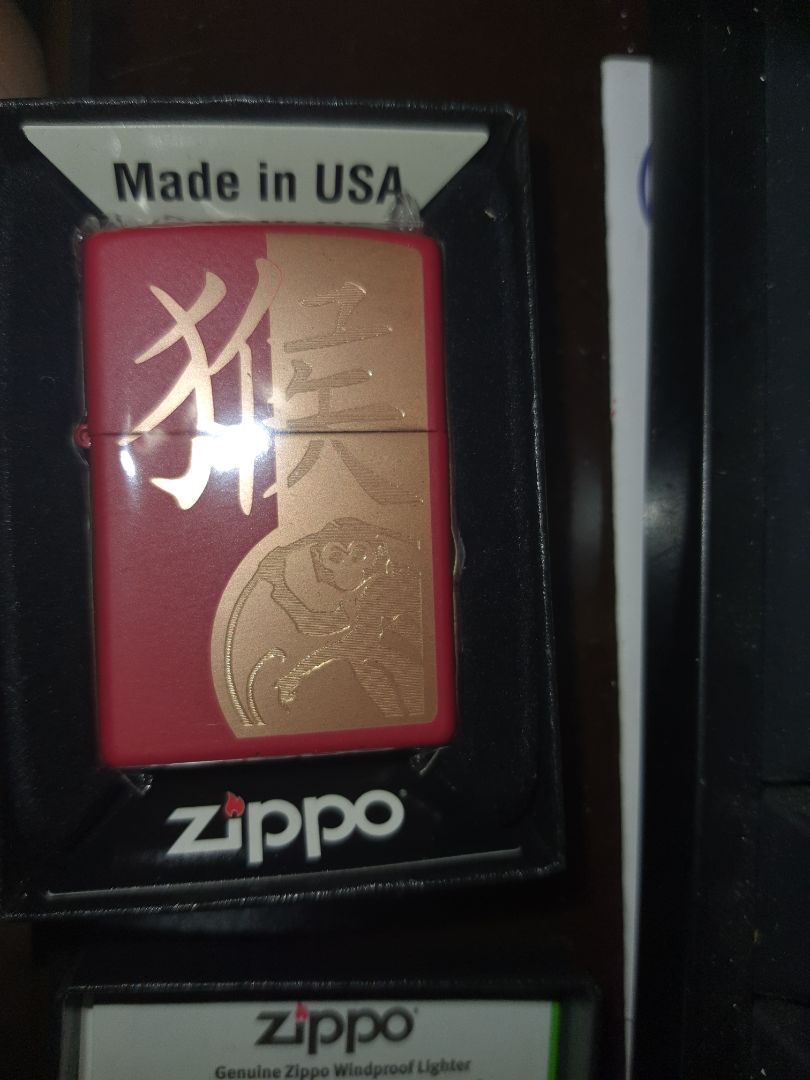 Made in USA
猴
zippo
zippo
Genuine Zippo Windproof Lighter